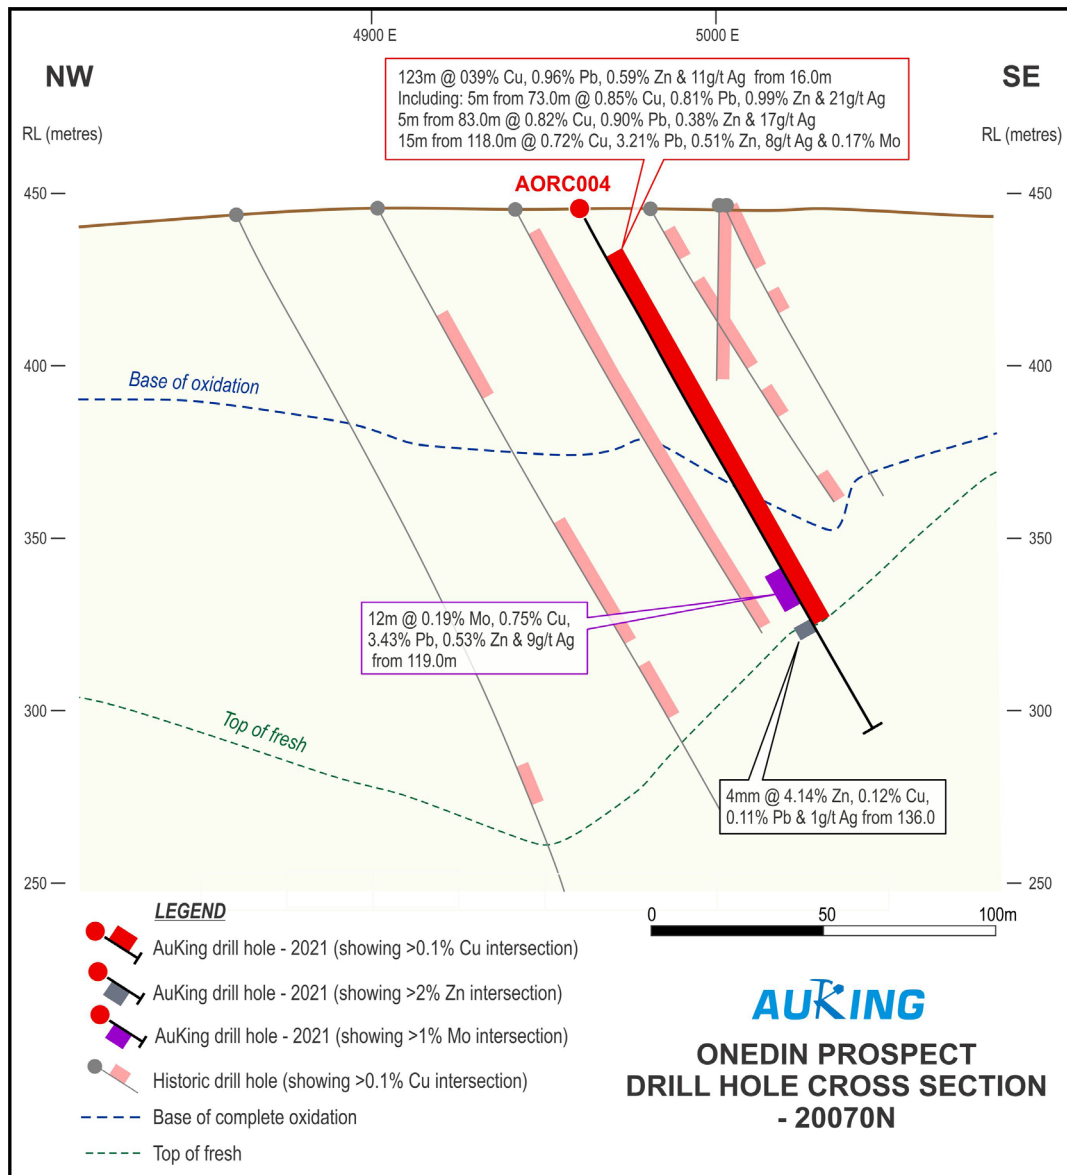 4900 E
5000 E
NW
SE
123m @ 039% Cu, 0.96% Pb, 0.59% Zn & 11g/t Ag from 16.0m
Including: 5m from 73.0m @ 0.85% Cu, 0.81% Pb, 0.99% Zn & 21g/t Ag
5m from 83.0m @ 0.82% Cu, 0.90% Pb, 0.38% Zn & 17g/t Ag
15m from 118.0m @ 0.72% Cu, 3.21% Pb, 0.51% Zn, 8g/t Ag & 0.17% Mo
RL (metres)
RL (metres)
AORC004
450
450
400
400
Base of oxidation
350
350
12m @ 0.19% Mo, 0.75% Cu,
3.43% Pb, 0.53% Zn & 9g/t Ag
from 119.0m
300
300
Top of fresh
4mm @ 4.14% Zn, 0.12% Cu,
0.11% Pb & 1g/t Ag from 136.0
250
250
LEGEND
AuKing drill hole - 2021 (showing >0.1% Cu intersection)
AuKing drill hole - 2021 (showing >2% Zn intersection)
AuKing drill hole - 2021 (showing >1% Mo intersection)
Historic drill hole (showing >0.1% Cu intersection)
Base of complete oxidation
Top of fresh
0 50 100m
AUKING
ONEDIN PROSPECT
DRILL HOLE CROSS SECTION
- 20070N